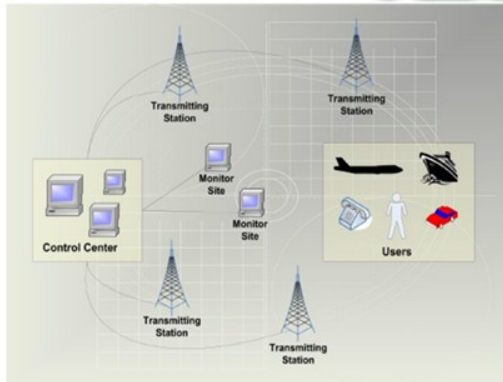 Transmitting
Station
Transmitting
Station
Monitor
Site
Monitor
Site
Control Center
Users
Transmitting
Station
Transmitting
Station